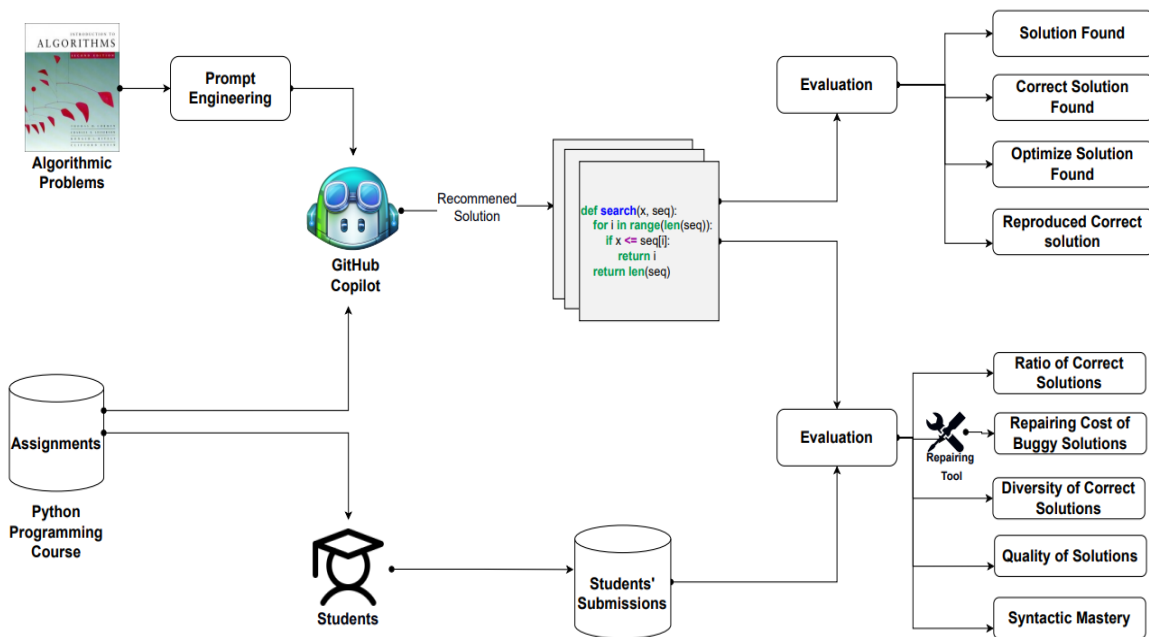 INTRODUCTION TO
ALGORITHMS
SECOND EDITION
Algorithmic
Problems
Prompt
Engineering
GitHub
Copilot
Recommened
Solution
def search(x, seq):
for i in range(len(seq)):
if x <= seq[i]:
return i
return len(seq)
Evaluation
Solution Found
Correct Solution
Found
Optimize Solution
Found
Reproduced Correct
solution
Assignments
Python
Programming
Course
Students
Students'
Submissions
Evaluation
Repairing
Tool
Ratio of Correct
Solutions
Repairing Cost of
Buggy Solutions
Diversity of Correct
Solutions
Quality of Solutions
Syntactic Mastery